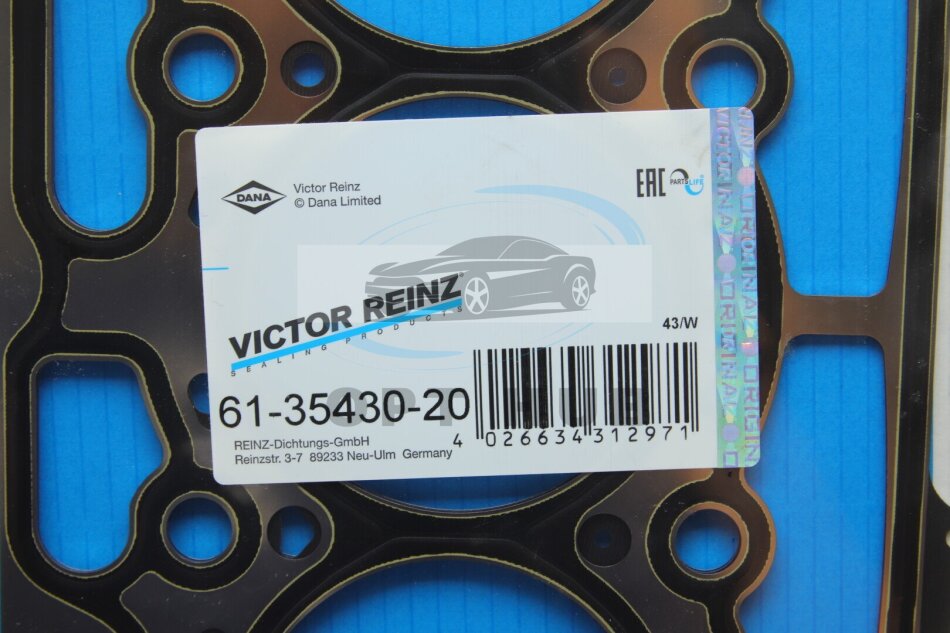 DANA
Victor Reinz
© Dana Limited
EAC
PARTSLIFE
VICTOR REINZ
SEALING PRODUCTS
43/W
61-35430-20
REINZ-Dichtungs-GmbH
Reinzstr. 3-7 89233 Neu-Ulm Germany
4 026634 312971
ORIGINAL